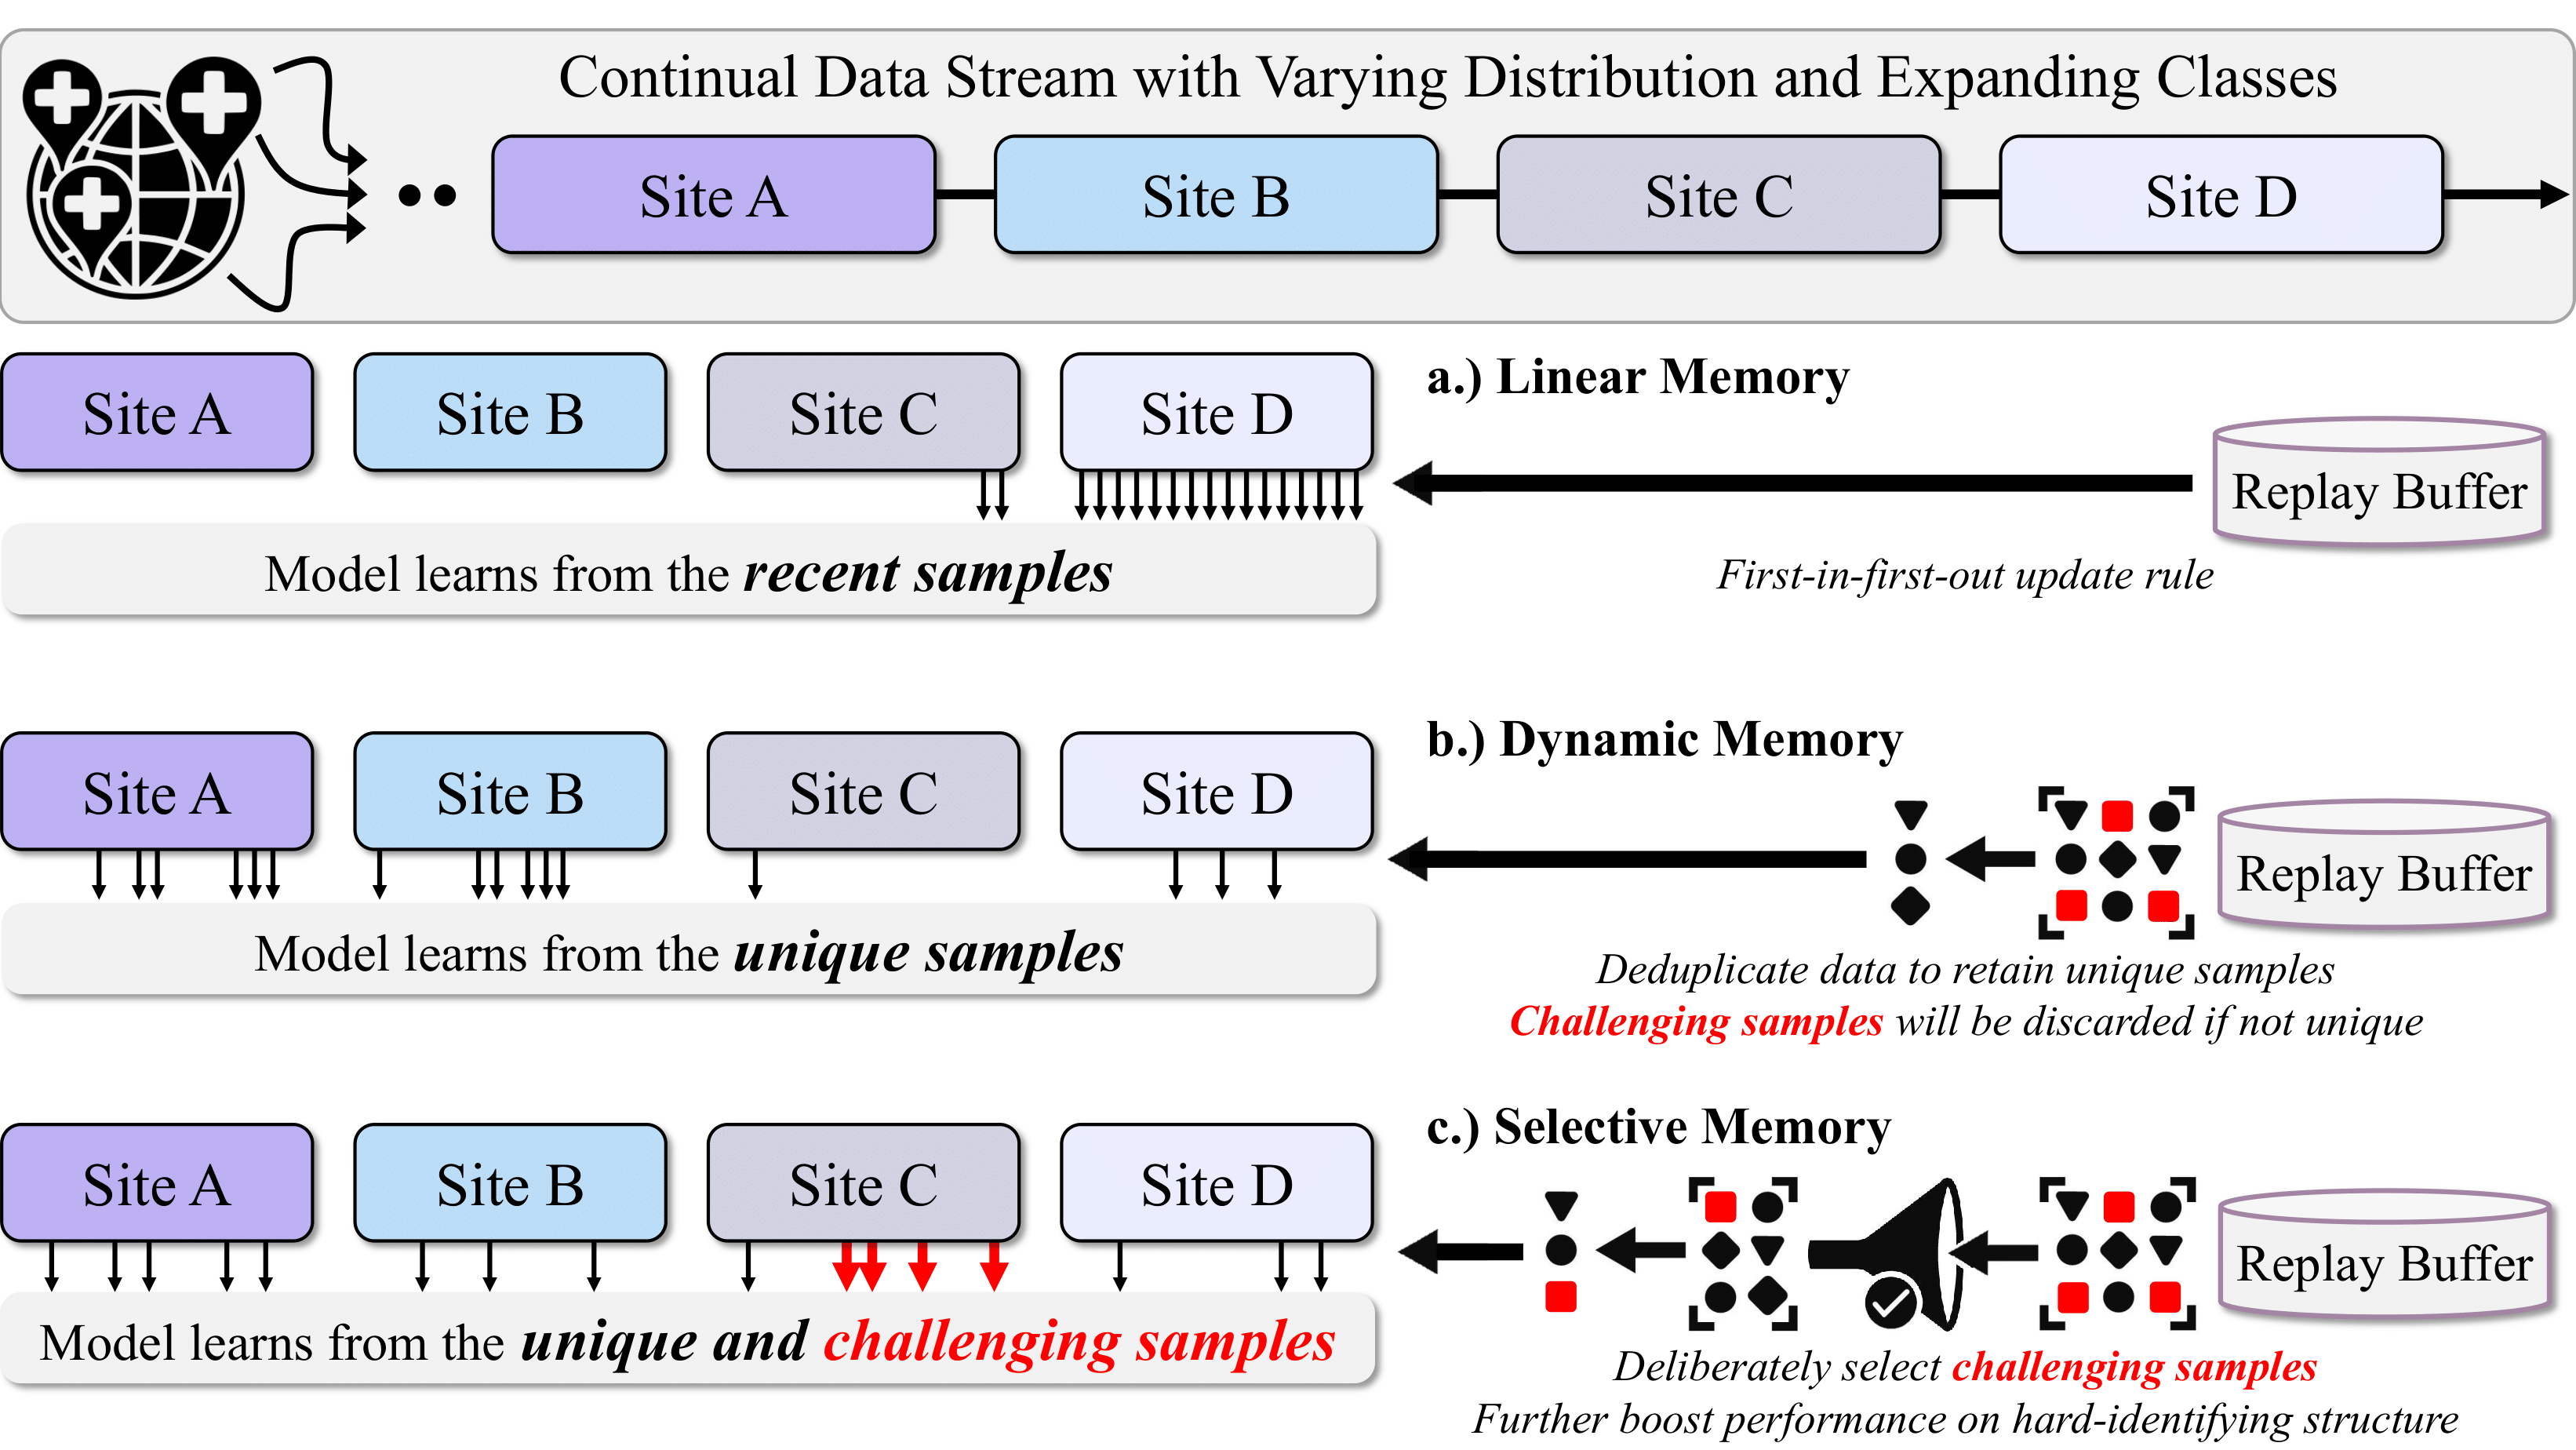 Continual Data Stream with Varying Distribution and Expanding Classes
Site A
Site B
Site C
Site D
Site A
Site B
Site C
Site D
Model learns from the recent samples
a.) Linear Memory
Replay Buffer
First-in-first-out update rule
Site A
Site B
Site C
Site D
Model learns from the unique samples
b.) Dynamic Memory
Replay Buffer
Deduplicate data to retain unique samples
Challenging samples will be discarded if not unique
Site A
Site B
Site C
Site D
Model learns from the unique and challenging samples
c.) Selective Memory
Replay Buffer
Deliberately select challenging samples
Further boost performance on hard-identifying structure